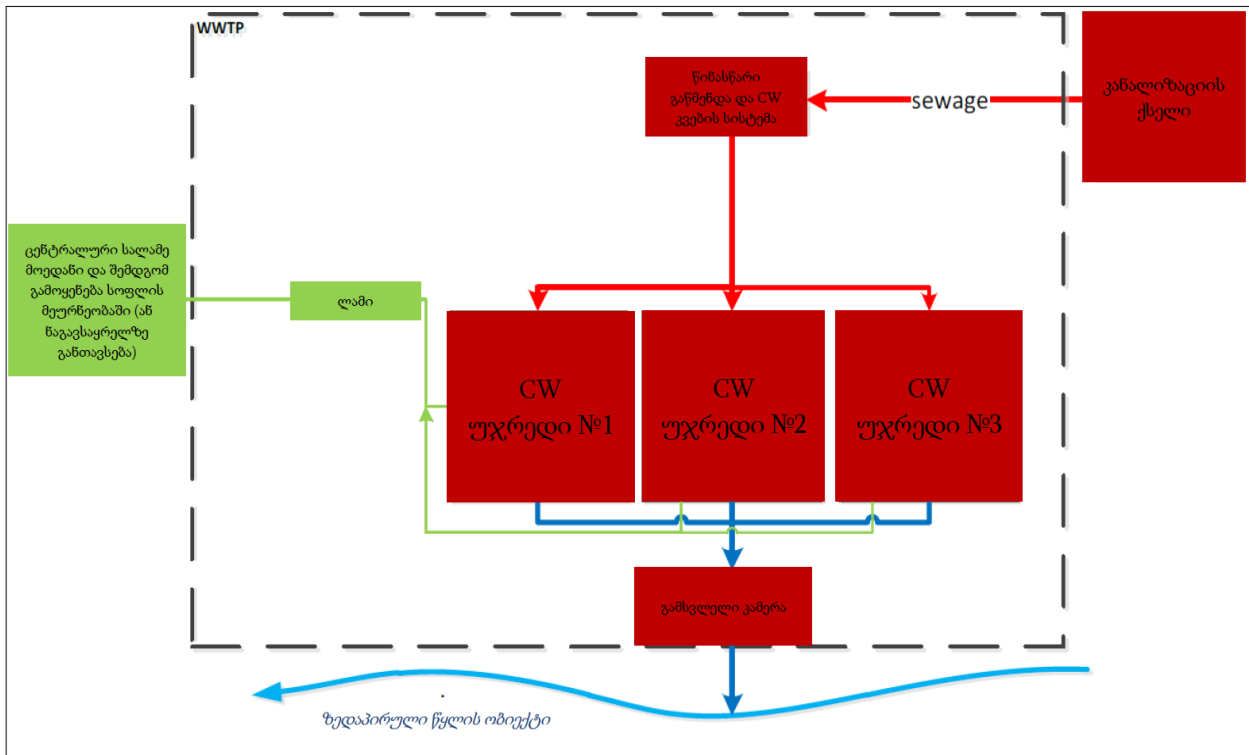 WWTP
წინასწარი
გაწმენდა და CW
კვების სისტემა
sewage
კანალიზაციის
ქსელი
ცენტრალური სალამე
მოედანი და შემდგომ
გამოყენება სოფლის
მეურნეობაში (ან
ნაგავსაყრელზე
განთავსება)
ლამი
CW
უჯრედი №1
CW
უჯრედი №2
CW
უჯრედი №3
გამსვლელი კამერა
ზედაპირული წყლის ობიექტი